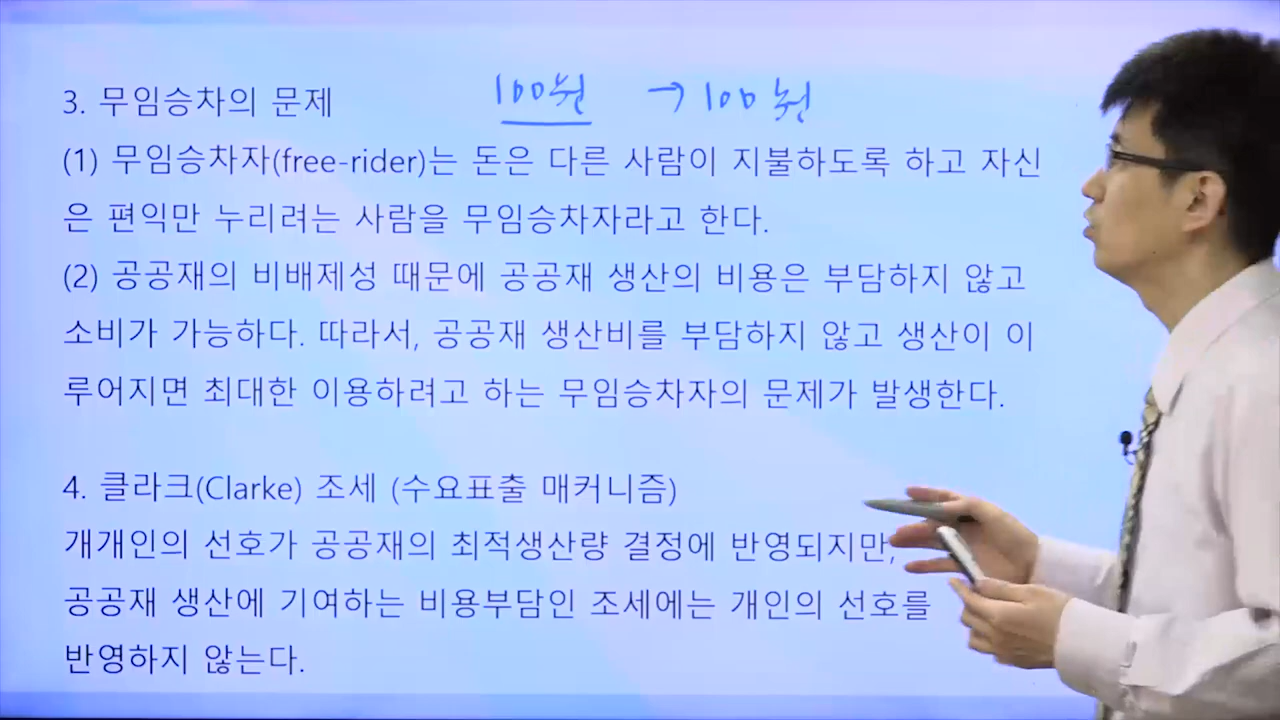 3. 무임승차의 문제 100원 → 100원
(1) 무임승차자(free-rider)는 돈은 다른 사람이 지불하도록 하고 자신
은 편익만 누리려는 사람을 무임승차자라고 한다.
(2) 공공재의 비배제성 때문에 공공재 생산의 비용은 부담하지 않고
소비가 가능하다. 따라서, 공공재 생산비를 부담하지 않고 생산이 이
루어지면 최대한 이용하려고 하는 무임승차자의 문제가 발생한다.
4. 클라크(Clarke) 조세 (수요표출 매커니즘)
개개인의 선호가 공공재의 최적생산량 결정에 반영되지만,
공공재 생산에 기여하는 비용부담인 조세에는 개인의 선호를
반영하지 않는다.